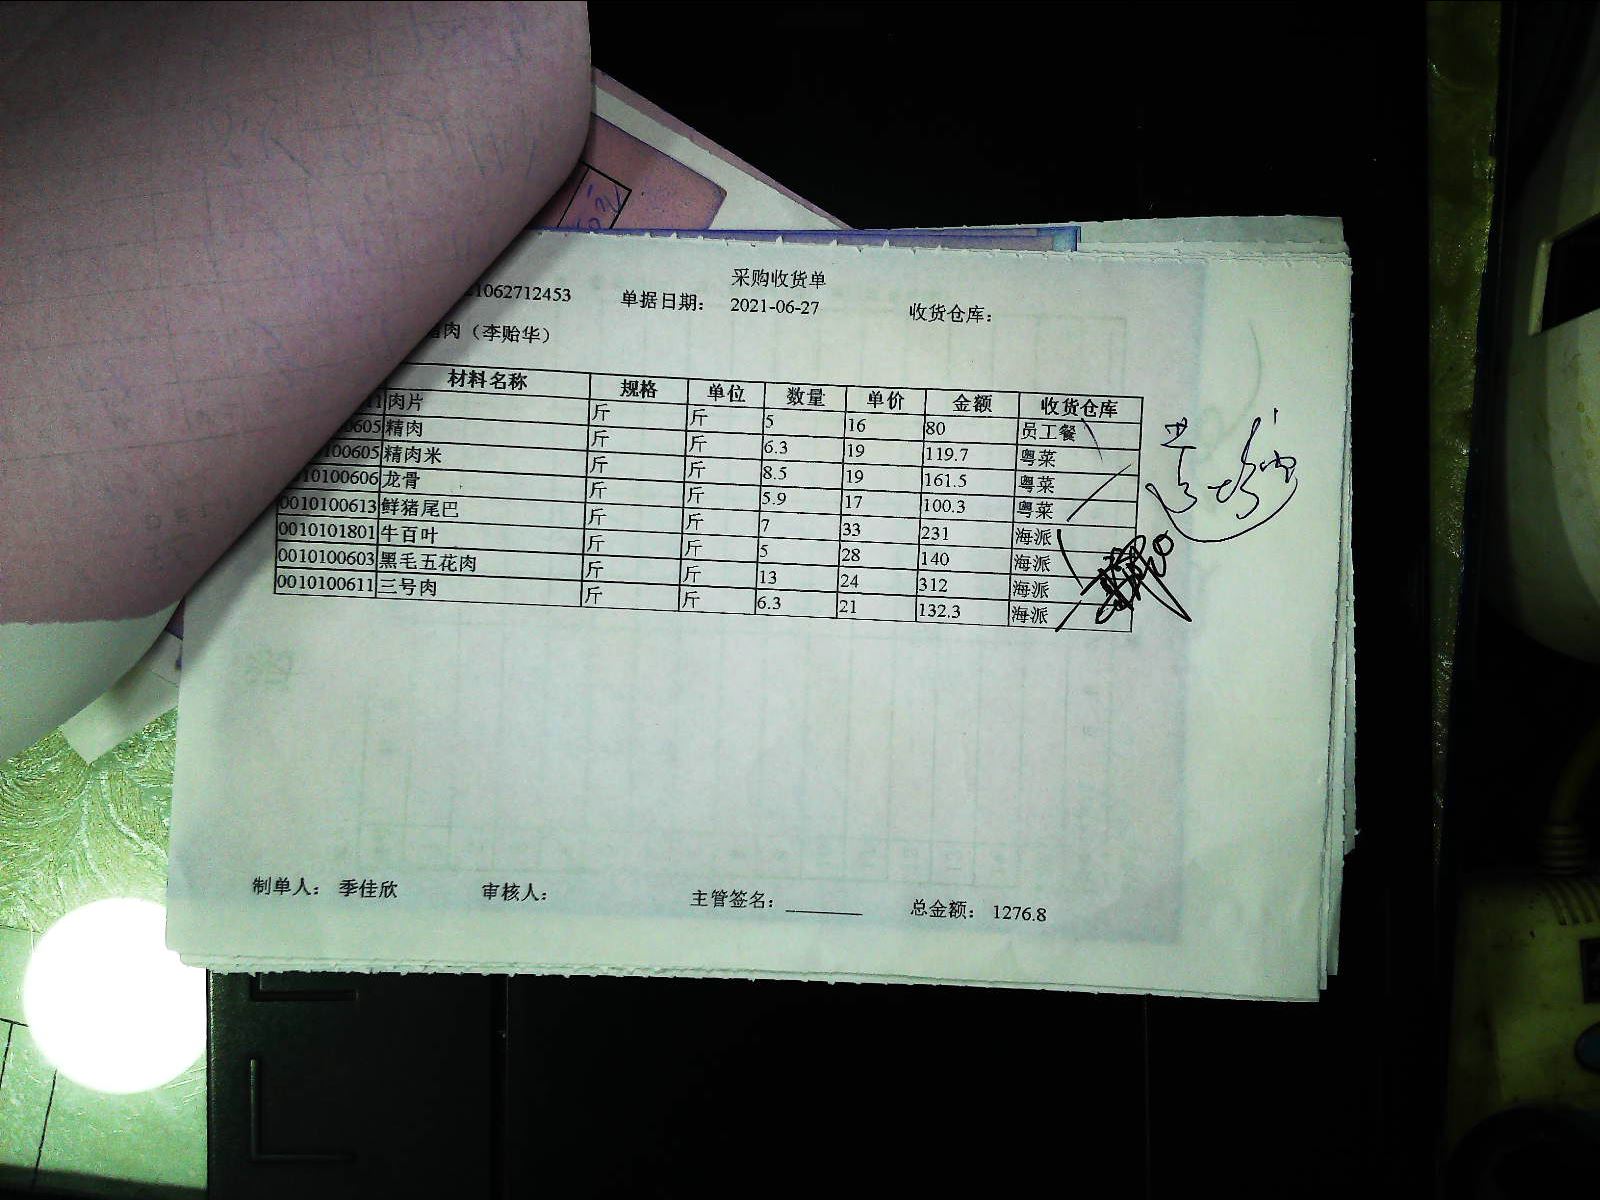 采购收货单
21062712453 单据日期： 2021-06-27 收货仓库：
猪肉（李贻华）
材料名称 规格 单位 数量 单价 金额 收货仓库
11 肉片 斤 斤 5 16 80 员工餐
0605 精肉 斤 斤 6.3 19 119.7 粤菜
100605 精肉米 斤 斤 8.5 19 161.5 粤菜
010100606 龙骨 斤 斤 5.9 17 100.3 粤菜
0010100613 鲜猪尾巴 斤 斤 7 33 231 海派
0010101801 牛百叶 斤 斤 5 28 140 海派
0010100603 黑毛五花肉 斤 斤 13 24 312 海派
0010100611 三号肉 斤 斤 6.3 21 132.3 海派
制单人： 季佳欣 审核人： 主管签名：________ 总金额： 1276.8